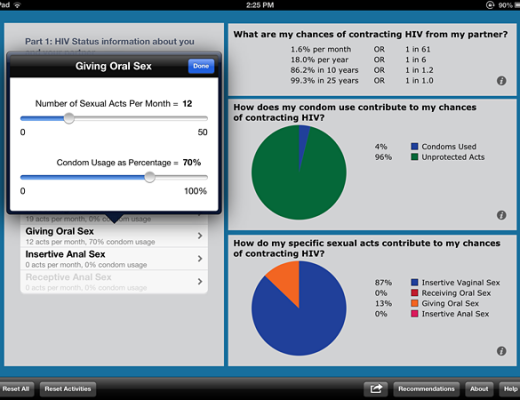 Pad
2:25 PM
90%
Part 1: HIV Status information about you
Giving Oral Sex
Done
Number of Sexual Acts Per Month = 12
0
50
Condom Usage as Percentage = 70%
0
100%
19 acts per month, 0% condom usage
Giving Oral Sex
12 acts per month, 70% condom usage
Insertive Anal Sex
0 acts per month, 0% condom usage
Receptive Anal Sex
0 acts per month, 0% condom usage
What are my chances of contracting HIV from my partner?
1.6% per month OR 1 in 61
18.0% per year OR 1 in 6
86.2% in 10 years OR 1 in 1.2
99.3% in 25 years OR 1 in 1.0
How does my condom use contribute to my chances
of contracting HIV?
4% Condoms Used
96% Unprotected Acts
How do my specific sexual acts contribute to my chances
of contracting HIV?
87% Insertive Vaginal Sex
0% Receiving Oral Sex
13% Giving Oral Sex
0% Insertive Anal Sex
Reset All
Reset Activities
Recommendations
About
Help